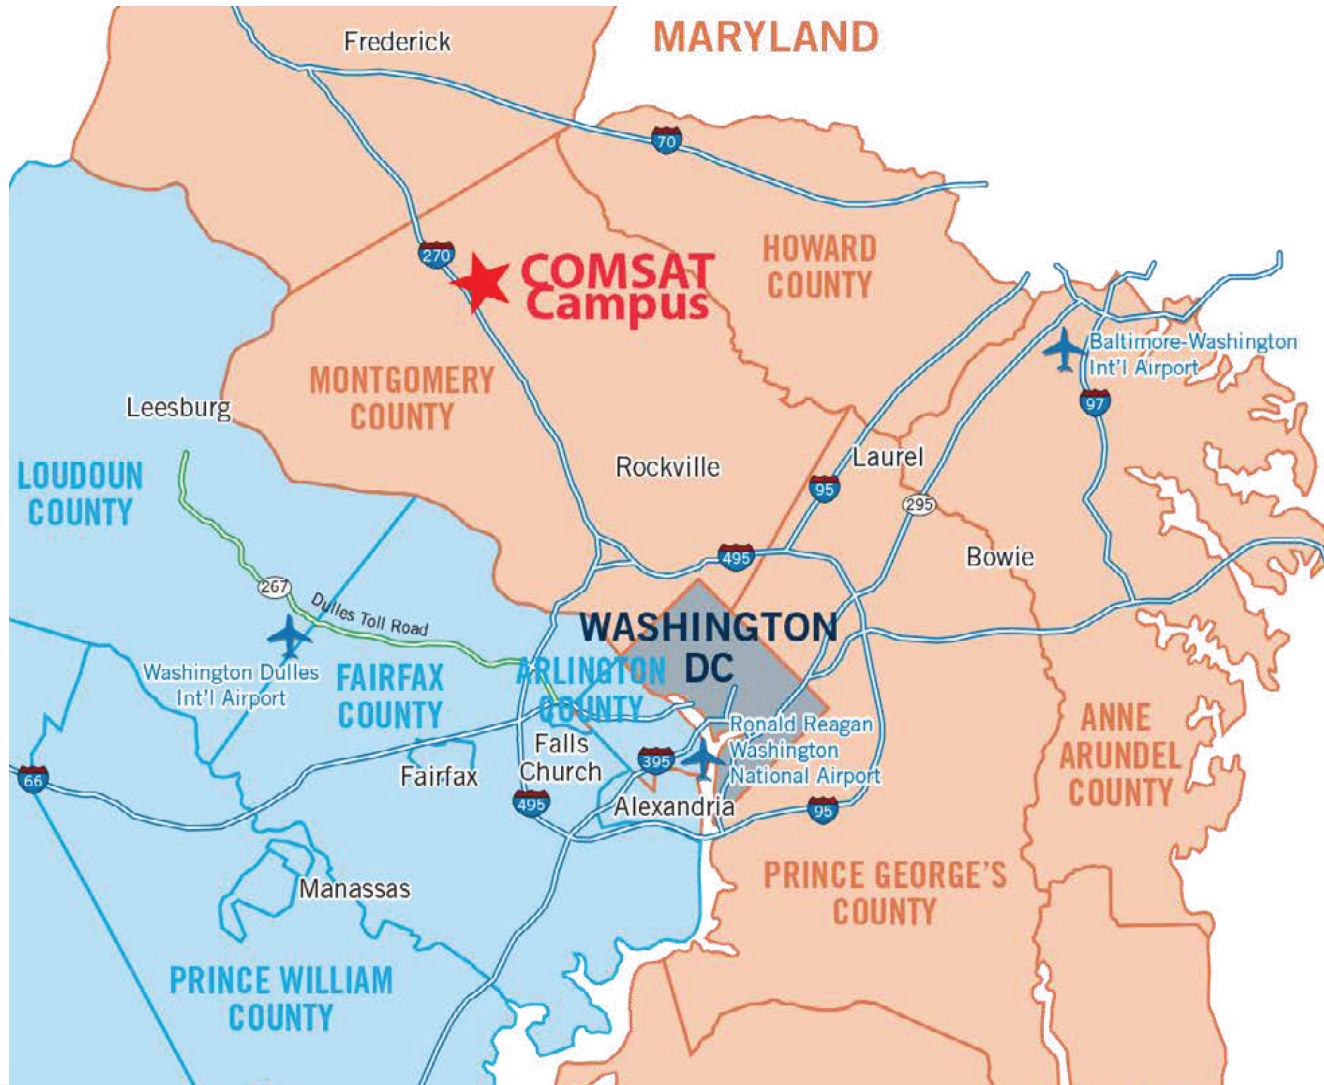 MARYLAND
Frederick
70
HOWARD
COUNTY
270
COMSAT
Campus
Baltimore-Washington
Int'l Airport
MONTGOMERY
COUNTY
97
Leesburg
Rockville
Laurel
LOUDOUN
COUNTY
95
295
495
Bowie
267
Dulles Toll Road
WASHINGTON
DC
Washington Dulles
Int'l Airport
FAIRFAX
COUNTY
ARLINGTON
COUNTY
Ronald Reagan
Washington
National Airport
ANNE
ARUNDEL
COUNTY
Falls
Church
395
66
Fairfax
495
Alexandria
95
Manassas
PRINCE GEORGE'S
COUNTY
PRINCE WILLIAM
COUNTY